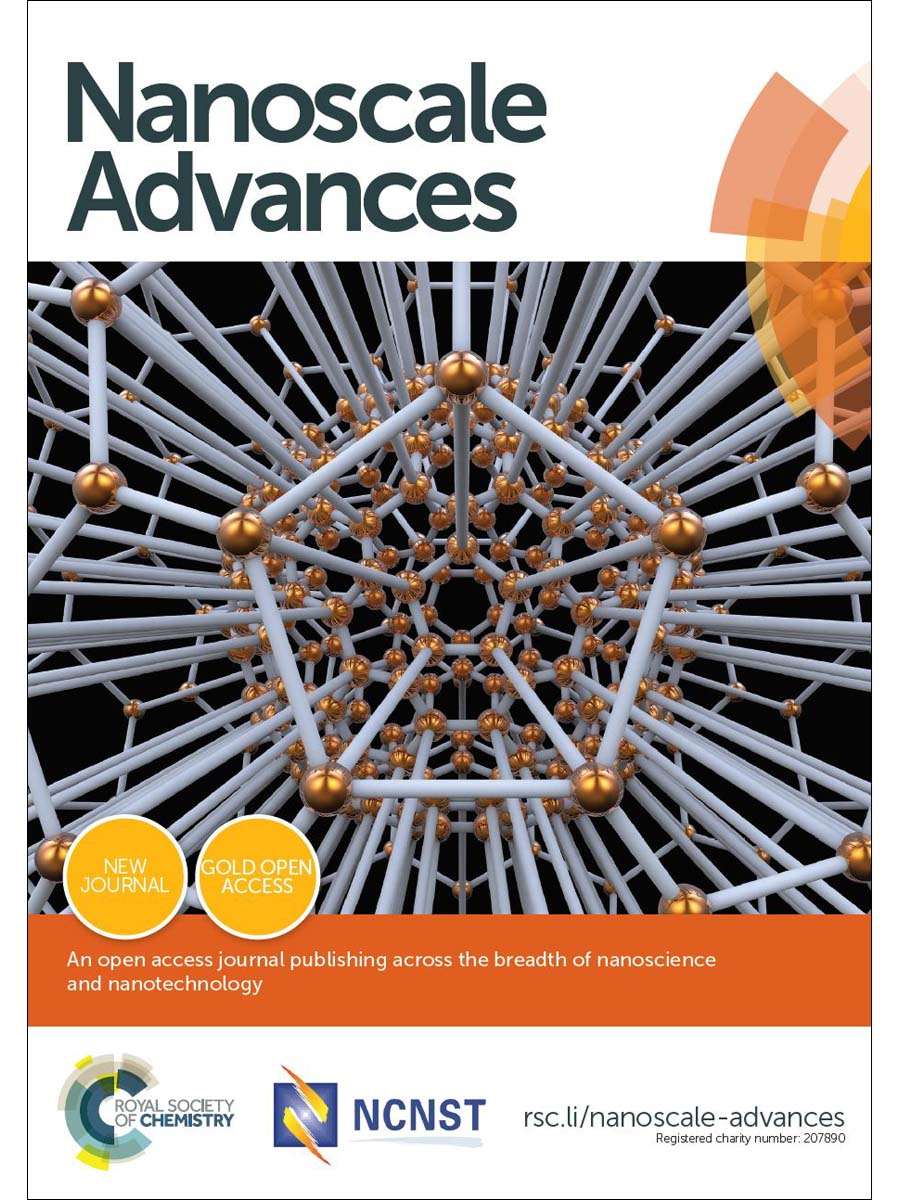 Nanoscale
Advances
NEW
JOURNAL
GOLD OPEN
ACCESS
An open access journal publishing across the breadth of nanoscience
and nanotechnology
ROYAL SOCIETY
OF CHEMISTRY
NCNST
rsc.li/nanoscale-advances
Registered charity number: 207890